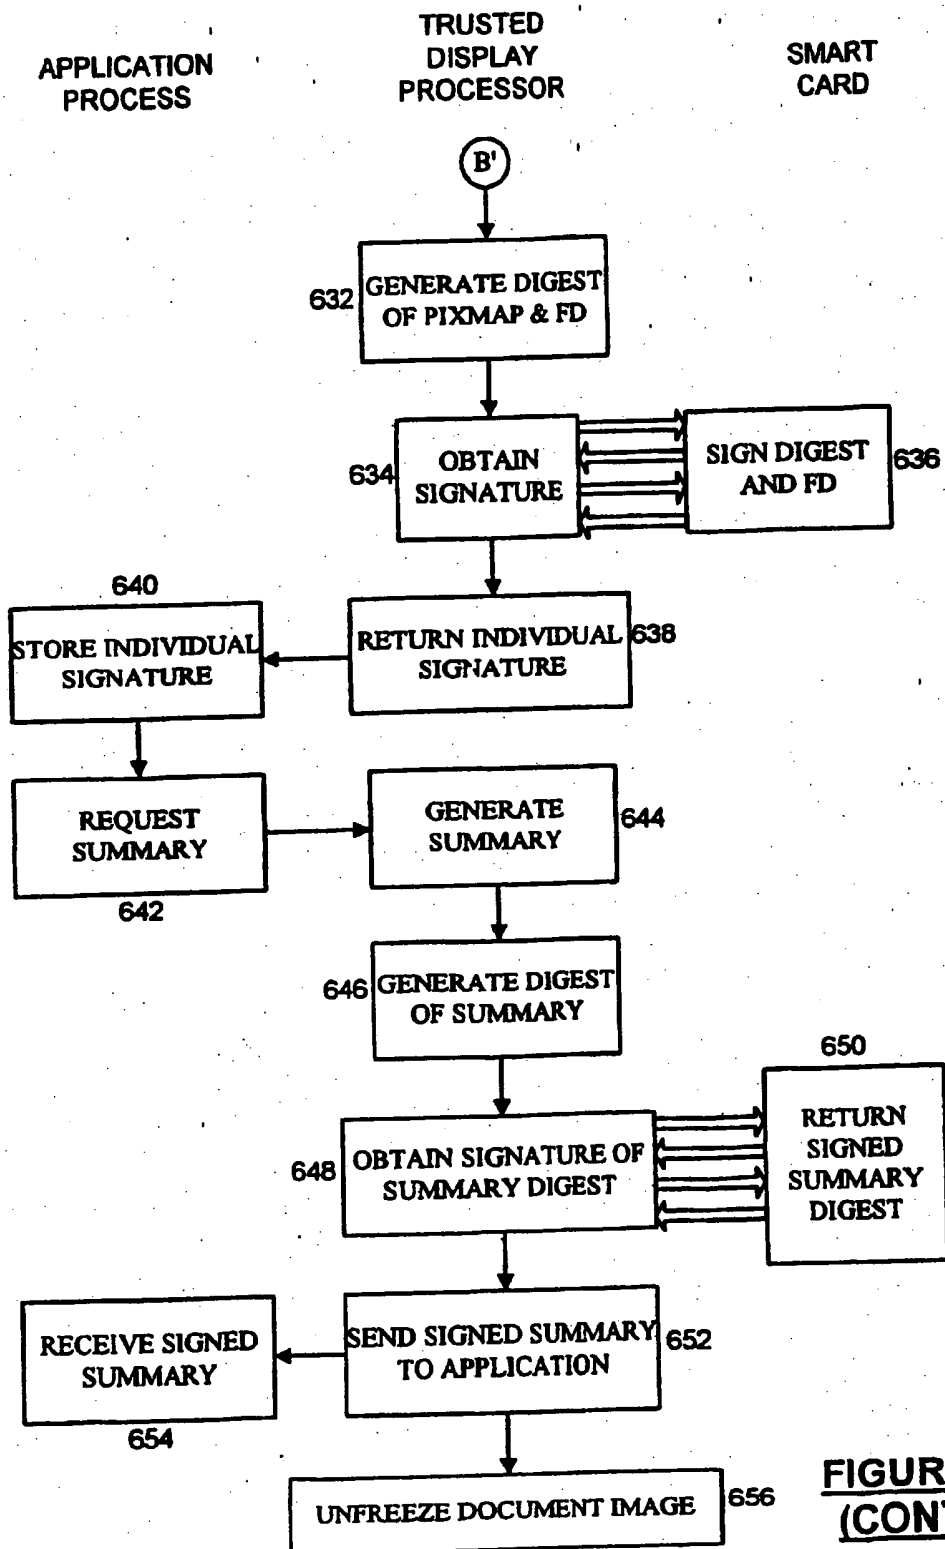 APPLICATION
PROCESS
TRUSTED
DISPLAY
PROCESSOR
SMART
CARD
B'
632
GENERATE DIGEST
OF PIXMAP & FD
634
OBTAIN
SIGNATURE
SIGN DIGEST
AND FD
636
640
STORE INDIVIDUAL
SIGNATURE
RETURN INDIVIDUAL
SIGNATURE
638
REQUEST
SUMMARY
642
GENERATE
SUMMARY
644
646
GENERATE DIGEST
OF SUMMARY
650
648
OBTAIN SIGNATURE OF
SUMMARY DIGEST
RETURN
SIGNED
SUMMARY
DIGEST
RECEIVE SIGNED
SUMMARY
654
SEND SIGNED SUMMARY
TO APPLICATION
652
UNFREEZE DOCUMENT IMAGE
656
FIGUR
(CONT